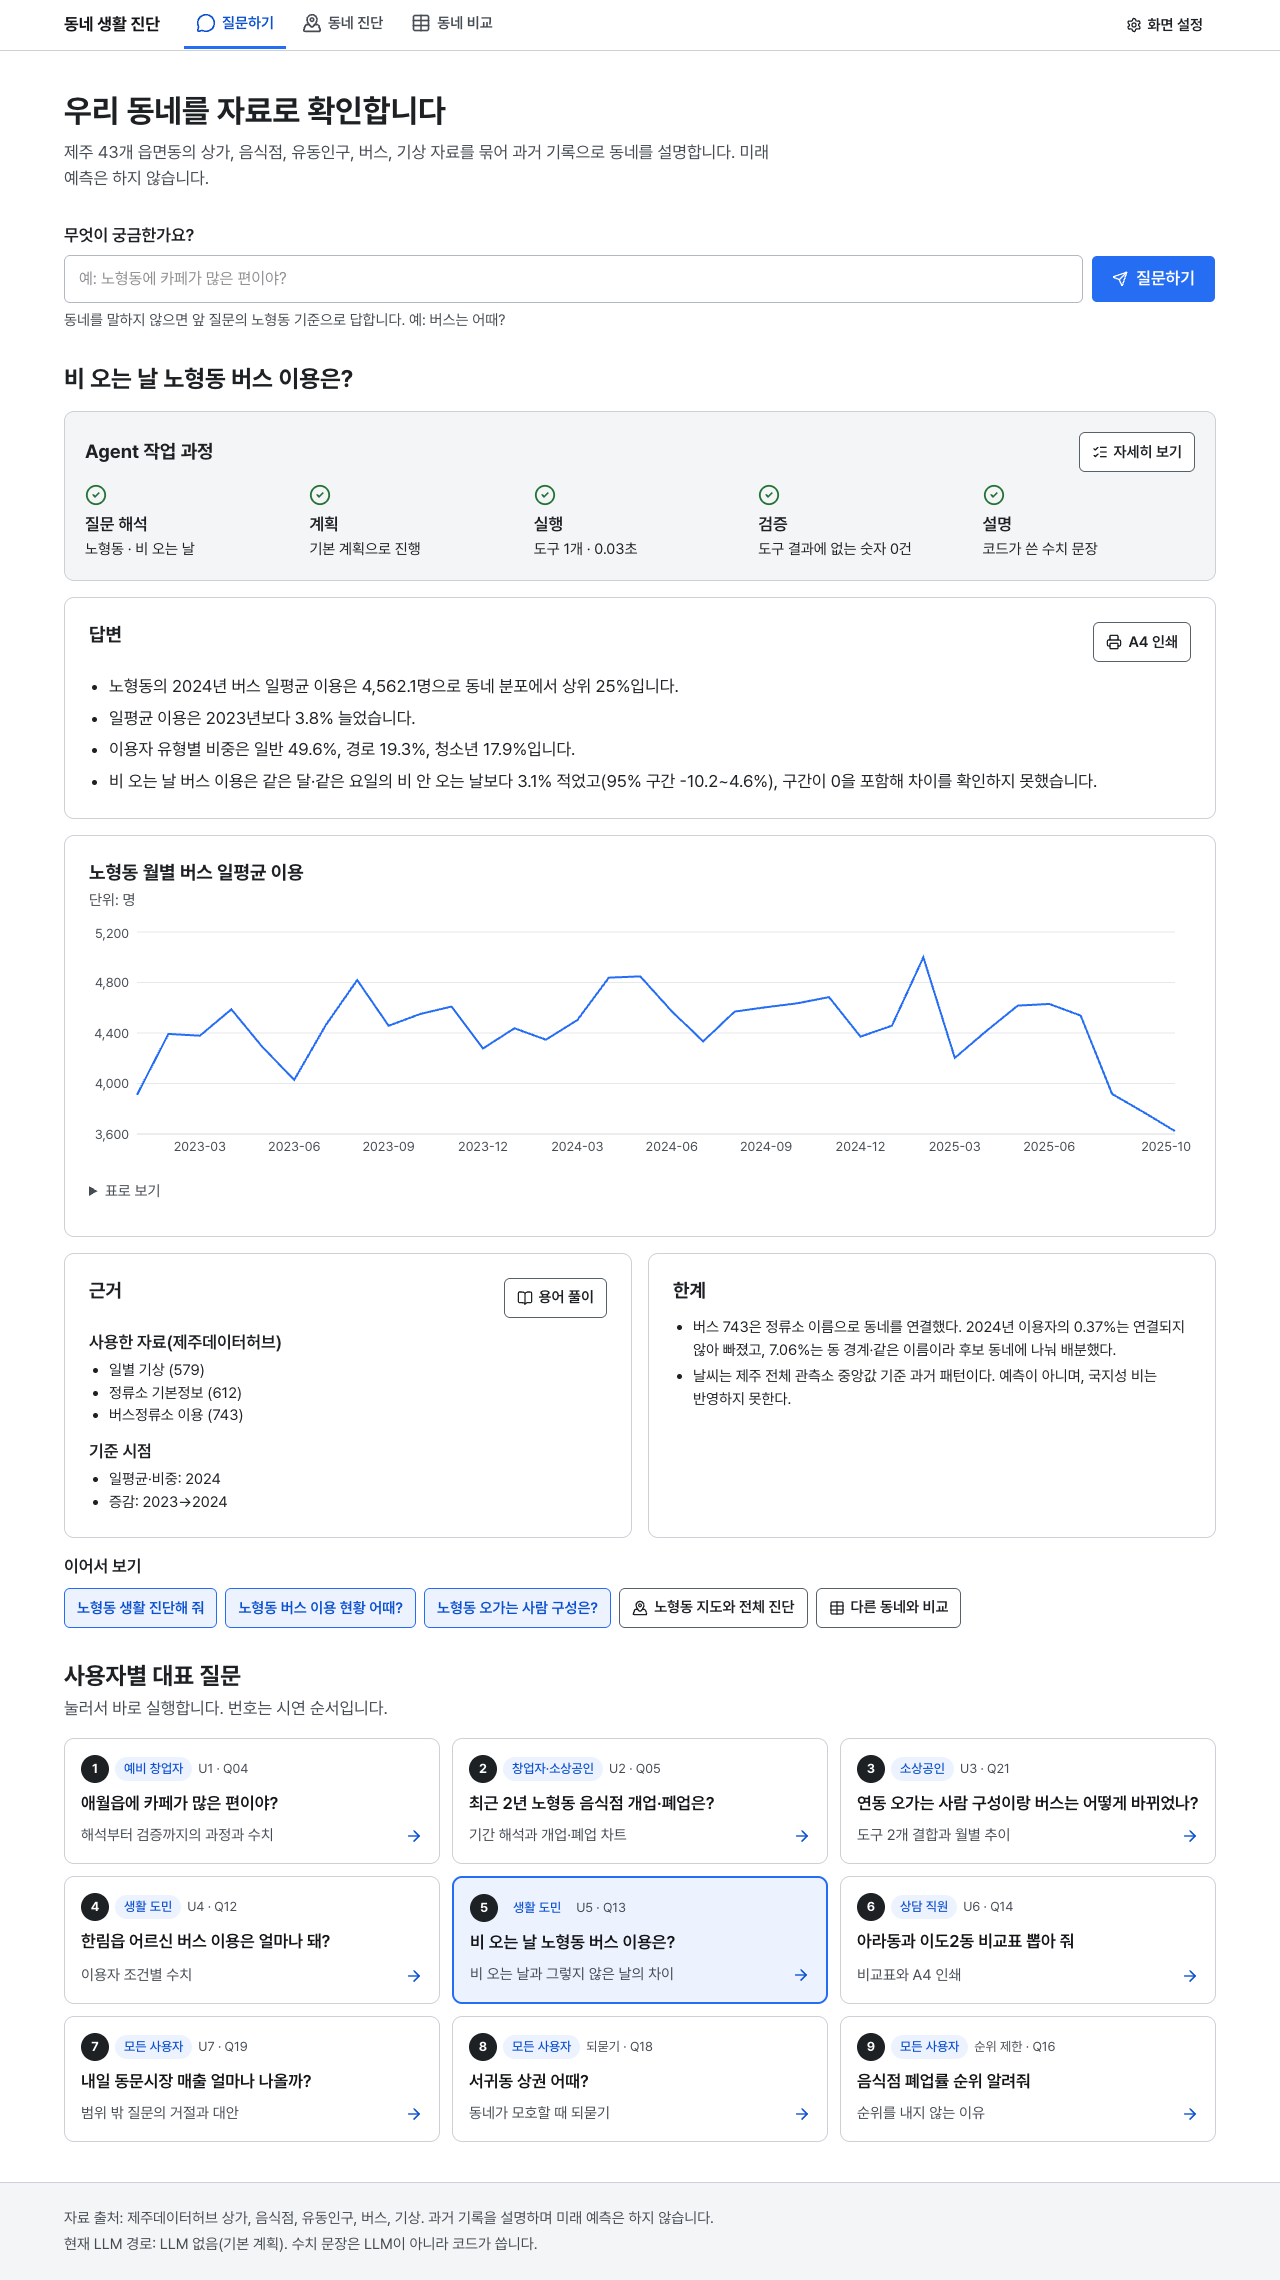 동네 생활 진단
질문하기
동네 진단
동네 비교
화면 설정
우리 동네를 자료로 확인합니다
제주 43개 읍면동의 상가, 음식점, 유동인구, 버스, 기상 자료를 묶어 과거 기록으로 동네를 설명합니다. 미래
예측은 하지 않습니다.
무엇이 궁금한가요?
예: 노형동에 카페가 많은 편이야?
질문하기
동네를 말하지 않으면 앞 질문의 노형동 기준으로 답합니다. 예: 버스는 어때?
비 오는 날 노형동 버스 이용은?
Agent 작업 과정
자세히 보기
질문 해석
노형동 · 비 오는 날
계획
기본 계획으로 진행
실행
도구 1개 · 0.03초
검증
도구 결과에 없는 숫자 0건
설명
코드가 쓴 수치 문장
답변
A4 인쇄
• 노형동의 2024년 버스 일평균 이용은 4,562.1명으로 동네 분포에서 상위 25%입니다.
• 일평균 이용은 2023년보다 3.8% 늘었습니다.
• 이용자 유형별 비중은 일반 49.6%, 경로 19.3%, 청소년 17.9%입니다.
• 비 오는 날 버스 이용은 같은 달·같은 요일의 비 안 오는 날보다 3.1% 적었고(95% 구간 -10.2~4.6%), 구간이 0을 포함해 차이를 확인하지 못했습니다.
노형동 월별 버스 일평균 이용
단위: 명
5,200
4,800
4,400
4,000
3,600
2023-03 2023-06 2023-09 2023-12 2024-03 2024-06 2024-09 2024-12 2025-03 2025-06 2025-10
▶ 표로 보기
근거
용어 풀이
사용한 자료(제주데이터허브)
• 일별 기상 (579)
• 정류소 기본정보 (612)
• 버스정류소 이용 (743)
기준 시점
• 일평균·비중: 2024
• 증감: 2023→2024
한계
• 버스 743은 정류소 이름으로 동네를 연결했다. 2024년 이용자의 0.37%는 연결되지
않아 빠졌고, 7.06%는 동 경계·같은 이름이라 후보 동네에 나눠 배분했다.
• 날씨는 제주 전체 관측소 중앙값 기준 과거 패턴이다. 예측이 아니며, 국지성 비는
반영하지 못한다.
이어서 보기
노형동 생활 진단해 줘
노형동 버스 이용 현황 어때?
노형동 오가는 사람 구성은?
노형동 지도와 전체 진단
다른 동네와 비교
사용자별 대표 질문
눌러서 바로 실행합니다. 번호는 시연 순서입니다.
1 예비 창업자 U1 · Q04
애월읍에 카페가 많은 편이야?
해석부터 검증까지의 과정과 수치
2 창업자·소상공인 U2 · Q05
최근 2년 노형동 음식점 개업·폐업은?
기간 해석과 개업·폐업 차트
3 소상공인 U3 · Q21
연동 오가는 사람 구성이랑 버스는 어떻게 바뀌었나?
도구 2개 결합과 월별 추이
4 생활 도민 U4 · Q12
한림읍 어르신 버스 이용은 얼마나 돼?
이용자 조건별 수치
5 생활 도민 U5 · Q13
비 오는 날 노형동 버스 이용은?
비 오는 날과 그렇지 않은 날의 차이
6 상담 직원 U6 · Q14
아라동과 이도2동 비교표 뽑아 줘
비교표와 A4 인쇄
7 모든 사용자 U7 · Q19
내일 동문시장 매출 얼마나 나올까?
범위 밖 질문의 거절과 대안
8 모든 사용자 되묻기 · Q18
서귀동 상권 어때?
동네가 모호할 때 되묻기
9 모든 사용자 순위 제한 · Q16
음식점 폐업률 순위 알려줘
순위를 내지 않는 이유
자료 출처: 제주데이터허브 상가, 음식점, 유동인구, 버스, 기상. 과거 기록을 설명하며 미래 예측은 하지 않습니다.
현재 LLM 경로: LLM 없음(기본 계획). 수치 문장은 LLM이 아니라 코드가 씁니다.